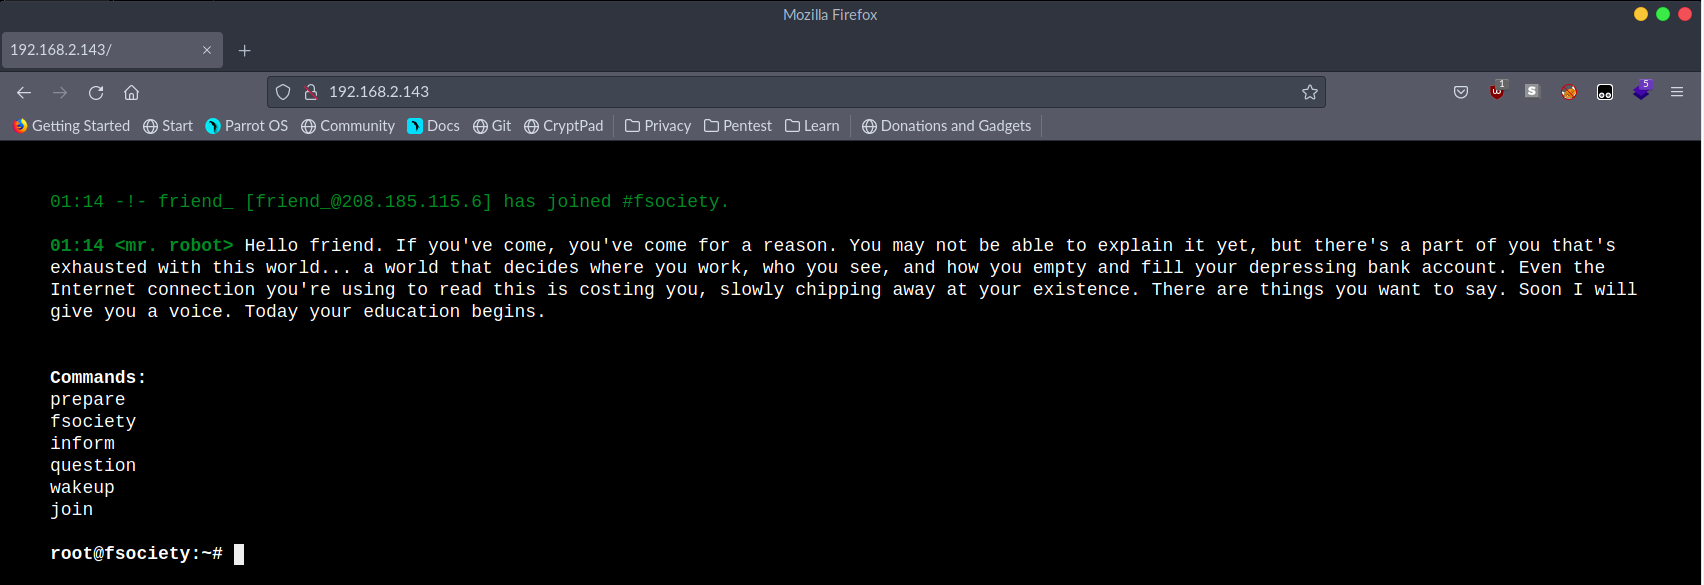 Mozilla Firefox
192.168.2.143/
192.168.2.143
1
S
5
Getting Started Start Parrot OS Community Docs Git CryptPad Privacy Pentest Learn Donations and Gadgets
01:14 -!- friend_ [friend_@208.185.115.6] has joined #fsociety.
01:14 <mr. robot> Hello friend. If you've come, you've come for a reason. You may not be able to explain it yet, but there's a part of you that's
exhausted with this world... a world that decides where you work, who you see, and how you empty and fill your depressing bank account. Even the
Internet connection you're using to read this is costing you, slowly chipping away at your existence. There are things you want to say. Soon I will
give you a voice. Today your education begins.
Commands:
prepare
fsociety
inform
question
wakeup
join
root@fsociety:~#